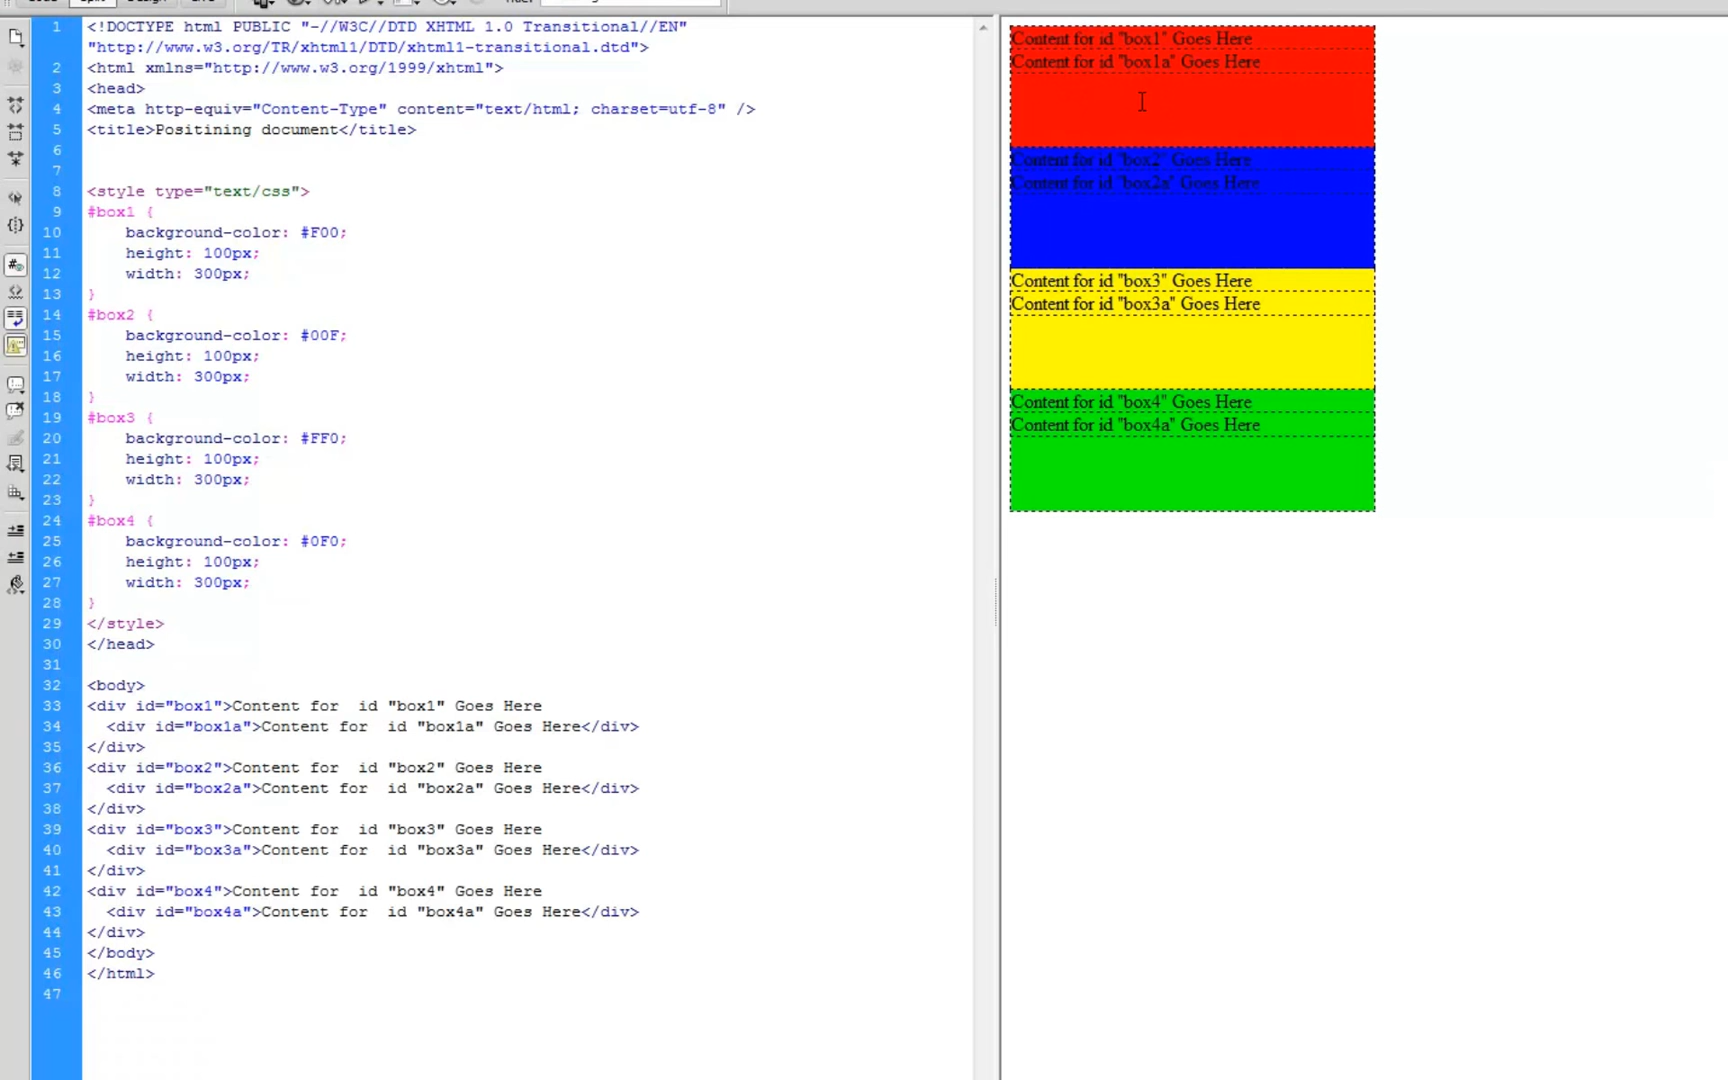 1 <!DOCTYPE html PUBLIC "-//W3C//DTD XHTML 1.0 Transitional//EN"
"http://www.w3.org/TR/xhtml1/DTD/xhtml1-transitional.dtd">
2 <html xmlns="http://www.w3.org/1999/xhtml">
3 <head>
4 <meta http-equiv="Content-Type" content="text/html; charset=utf-8" />
5 <title>Positining document</title>
6
7
8 <style type="text/css">
9 #box1 {
10 background-color: #F00;
11 height: 100px;
12 width: 300px;
13 }
14 #box2 {
15 background-color: #00F;
16 height: 100px;
17 width: 300px;
18 }
19 #box3 {
20 background-color: #FF0;
21 height: 100px;
22 width: 300px;
23 }
24 #box4 {
25 background-color: #0F0;
26 height: 100px;
27 width: 300px;
28 }
29 </style>
30 </head>
31
32 <body>
33 <div id="box1">Content for  id "box1" Goes Here
34 <div id="box1a">Content for  id "box1a" Goes Here</div>
35 </div>
36 <div id="box2">Content for  id "box2" Goes Here
37 <div id="box2a">Content for  id "box2a" Goes Here</div>
38 </div>
39 <div id="box3">Content for  id "box3" Goes Here
40 <div id="box3a">Content for  id "box3a" Goes Here</div>
41 </div>
42 <div id="box4">Content for  id "box4" Goes Here
43 <div id="box4a">Content for  id "box4a" Goes Here</div>
44 </div>
45 </body>
46 </html>
47
Content for id "box1" Goes Here
Content for id "box1a" Goes Here
Content for id "box2" Goes Here
Content for id "box2a" Goes Here
Content for id "box3" Goes Here
Content for id "box3a" Goes Here
Content for id "box4" Goes Here
Content for id "box4a" Goes Here